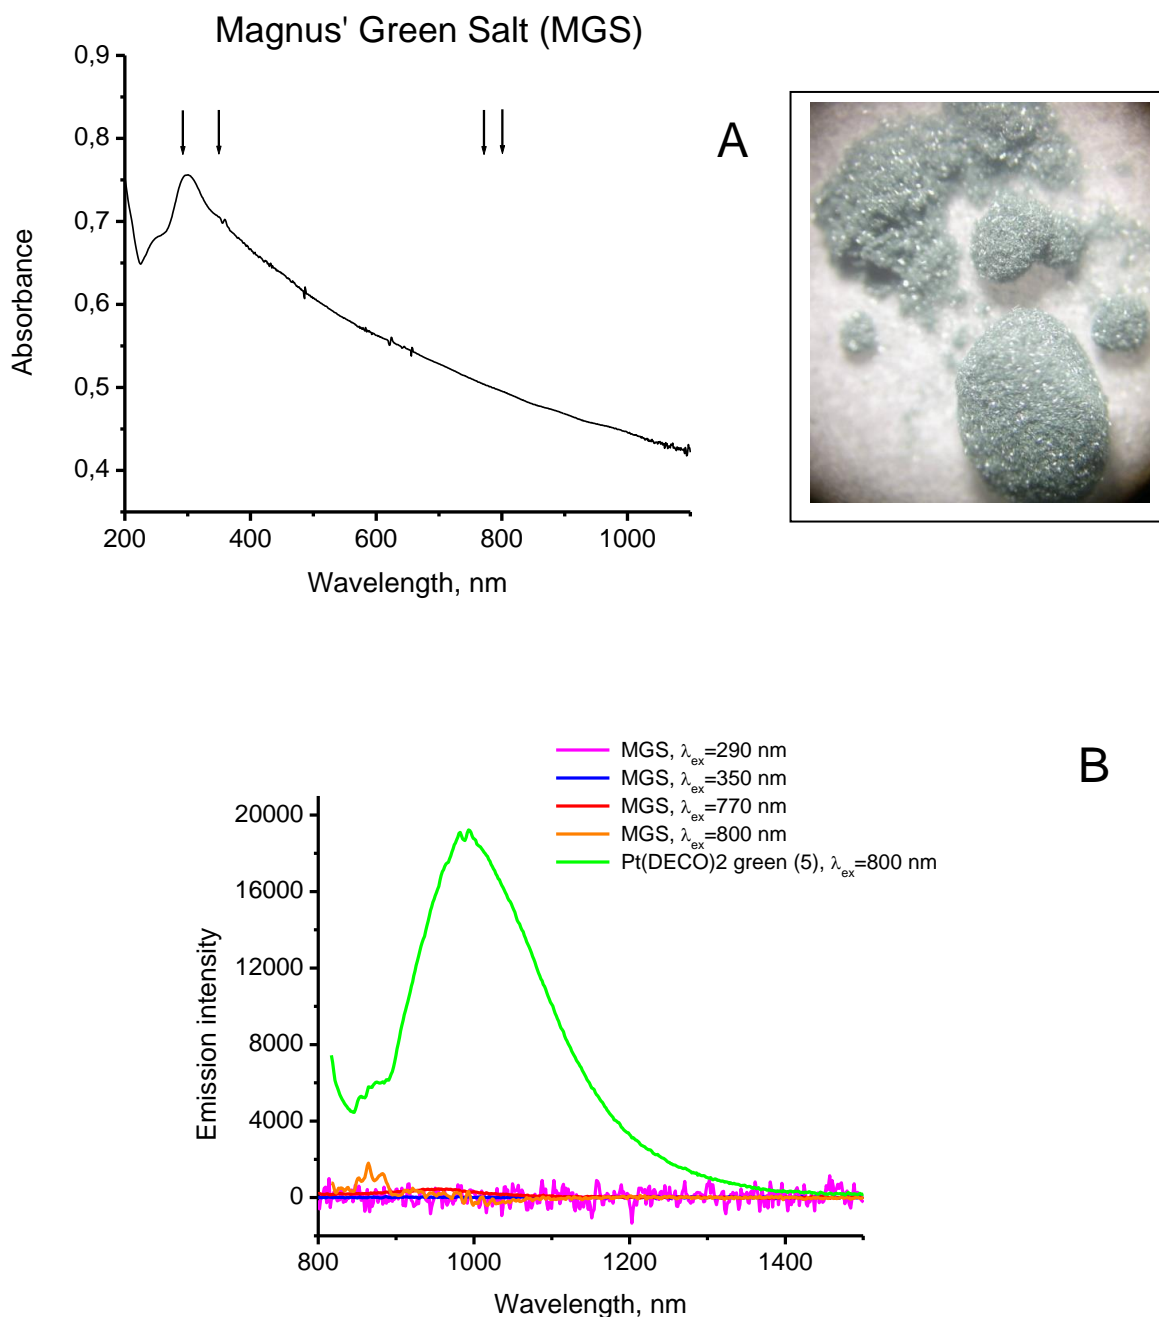 Magnus' Green Salt (MGS)
0,9
0,8
0,7
0,6
0,5
0,4
Absorbance
200 400 600 800 1000
Wavelength, nm
A
MGS, λex=290 nm
MGS, λex=350 nm
MGS, λex=770 nm
MGS, λex=800 nm
Pt(DECO)2 green (5), λex=800 nm
B
20000
16000
12000
8000
4000
0
Emission intensity
800 1000 1200 1400
Wavelength, nm